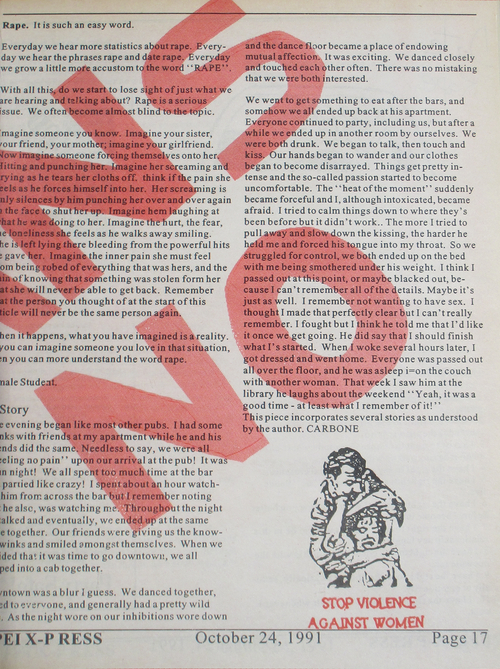 Rape. It is such an easy word.
Everyday we hear more statistics about rape. Every-
day we hear the phrases rape and date rape. Everyday
we grow a little more accustom to the word "RAPE".
With all this do we start to lose sight of just what we
are hearing and telking about? Rape is a serious
issue. We often become almost blind to the topic.
magine someone you know. Imagine your sister,
your friend, your mother, imagine your girlfriend.
Now imagine someone forcing themselves onto her
hitting and punching her. Imagine her screaming and
rying as he tears her cloths off. think if the pain she
eels as he forces himself into her. Her screaming is
nly silences by him punching her over and over again
n the face to shut her up.
what he was doing to her. Imagine the hurt, the fear,
e loneliness she feels as he walks away smiling.
he is left lying there bleeding from the powerful hits
e gave her. Imagine the inner pain she must feel
om being robbed of everything that was hers, and the
in of knowing that something was stolen form her
at she will never be able to get back. Remember
at the person you thought of at the start of this
ticle will never be the same person again.
hen it happens, what you have imagined is a reality.
you can imagine someone you love in that situation,
en you can more understand the word rape.
male Student.
Story
e evening began like most other pubs. I had some
nks with friends at my apartment while he and his
ends did the same. Needless to say, we were all
eeling no pain" upon our arrival at the pub! It was
n night! We all spent too much time at the bar
partied like crazy! I spent about an hour watch-
him from across the bar but I remember noting
he also, was watching me. Througout the night
alked and eventually, we ended up at the same
e together. Our friends were giving us the know-
winks and smiled amongst themselves. When we
ded that it was time to go downtown, we all
ped into a cab together.
wntown was a blur I guess. We danced together,
ed to everyone, and generally had a pretty wild
. As the night wore on our inhibitions wore down
and the dance floor became a place of endowing
mutual affection. It was exciting. We danced closely
and touched each other often. There was no mistaking
that we were both interested.
We went to get something to eat after the bars, and
somehow we all ended up back at his apartment.
Everyone continued to party, including us, but after a
while we ended up in another room by ourselves. We
were both drunk. We began to talk, then touch and
kiss. Our hands began to wander and our clothes
began to become disarrayed. Things get pretty in-
tense and the so-called passion started to become
uncomfortable. The "heat of the moment" suddenly
became forceful and I, although intoxicated, became
afraid. I tried to calm things down to where they's
been before but it didn't work.. The more I tried to
pull away and slow down the kissing, the harder he
held me and forced his tongue into my throat. So we
struggled for control, we both ended up on the bed
with me being smothered under his weight. I think I
passed out at this point, or maybe blacked out, be-
cause I can't remember all of the details. Maybe it's
just as well. I remember not wanting to have sex. I
though I made that perfectly clear but I can't really
remember. I fought but I think he told me that I'd like
it once we get going. He did say that I should finish
what I's started. When I woke several hours later, I
got dressed and went home. Everyone was passed out
all over the floor, and he was asleep i=on the couch
with another woman. That week I saw him at the
library he laughs about the weekend "Yeah, it was a
good time - at least what I remember of it!"
This piece incorporates several stories as understood
by the author. CARBONE
NO
STOP VIOLENCE
AGAINST WOMEN
PEI X-PRESS October 24, 1991 Page 17